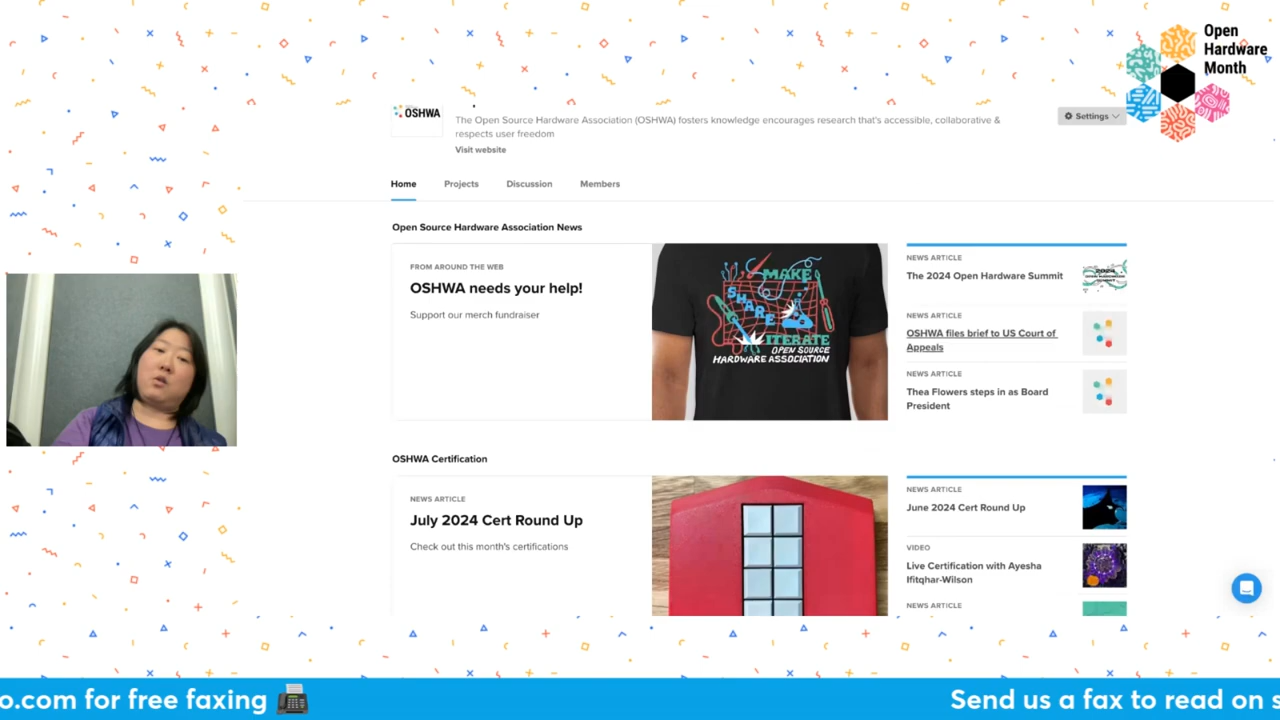 Open
Hardware
Month
OSHWA
The Open Source Hardware Association (OSHWA) fosters knowledge encourages research that's accessible, collaborative &
respects user freedom
Visit website
Settings
Home
Projects
Discussion
Members
Open Source Hardware Association News
FROM AROUND THE WEB
OSHWA needs your help!
Support our merch fundraiser
MAKE
SHARE
ITERATE
OPEN SOURCE
HARDWARE ASSOCIATION
NEWS ARTICLE
The 2024 Open Hardware Summit
2024
NEWS ARTICLE
OSHWA files brief to US Court of
Appeals
NEWS ARTICLE
Thea Flowers steps in as Board
President
OSHWA Certification
NEWS ARTICLE
July 2024 Cert Round Up
Check out this month's certifications
NEWS ARTICLE
June 2024 Cert Round Up
VIDEO
Live Certification with Ayesha
Ifitqhar-Wilson
NEWS ARTICLE
o.com for free faxing
Send us a fax to read on s